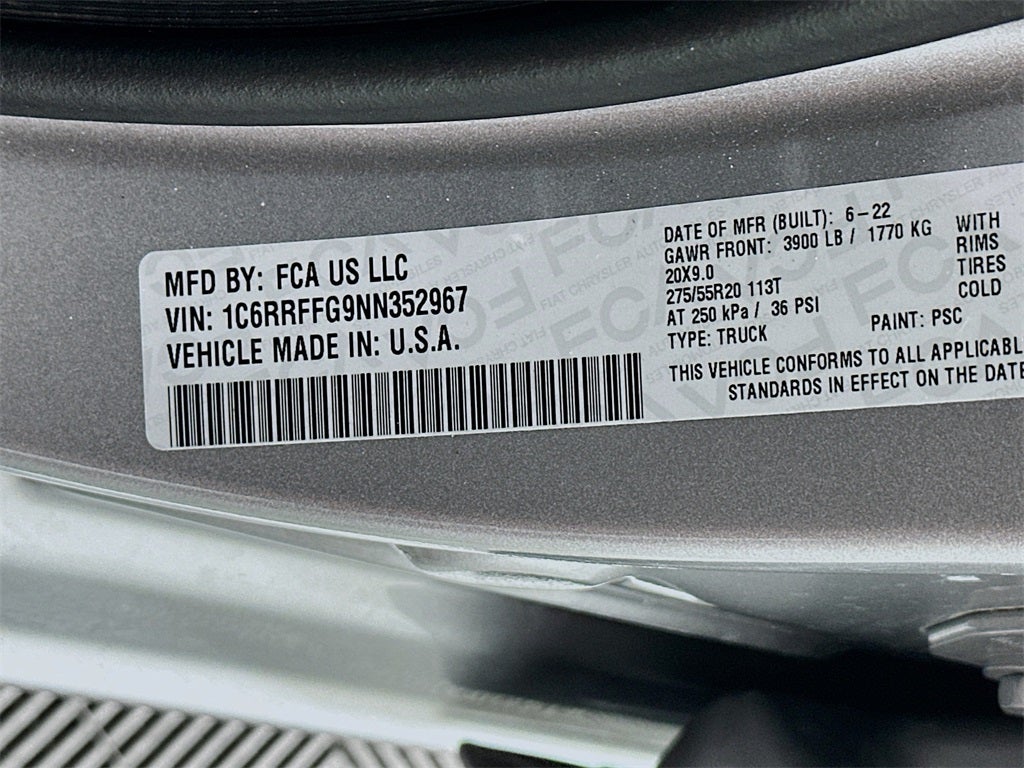 MFD BY: FCA US LLC
VIN: 1C6RRFFG9NN352967
VEHICLE MADE IN: U.S.A.
DATE OF MFR (BUILT): 6-22
GAWR FRONT: 3900 LB / 1770 KG WITH
20X9.0 RIMS
275/55R20 113T TIRES
AT 250 kPa / 36 PSI COLD
TYPE: TRUCK PAINT: PSC
THIS VEHICLE CONFORMS TO ALL APPLICABL
STANDARDS IN EFFECT ON THE DATE